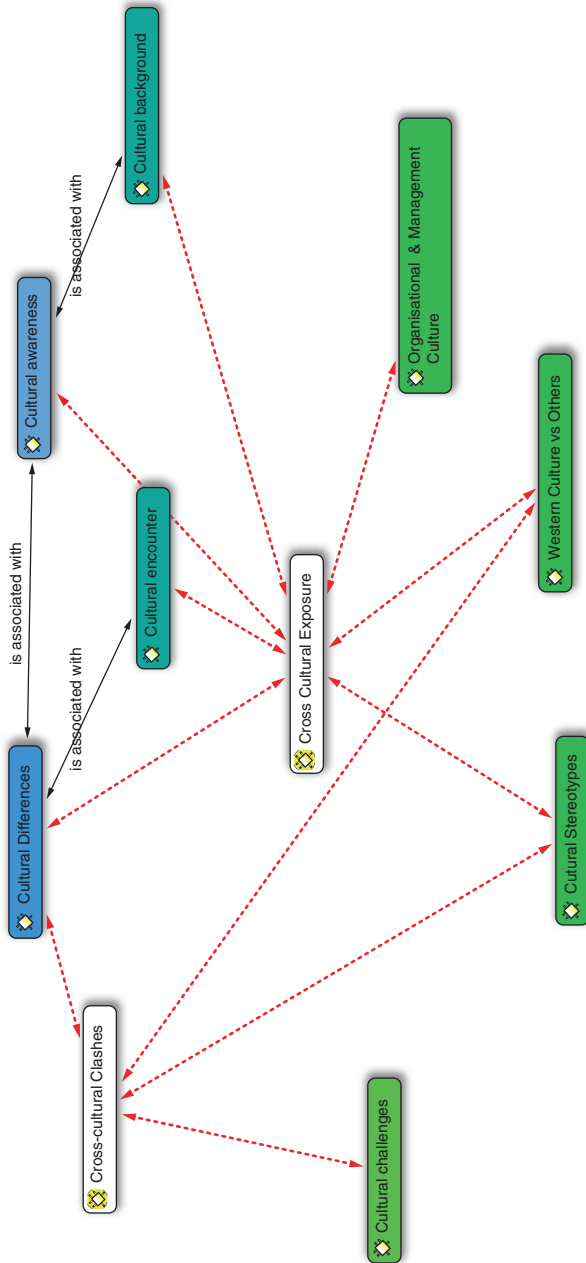 Cultural Differences
is associated with
Cultural awareness
is associated with
Cultural background
is associated with
Cultural encounter
Cross-cultural Clashes
Cross Cultural Exposure
Cultural challenges
Organisational & Management
Culture
Cutural Stereotypes
Western Culture vs Others